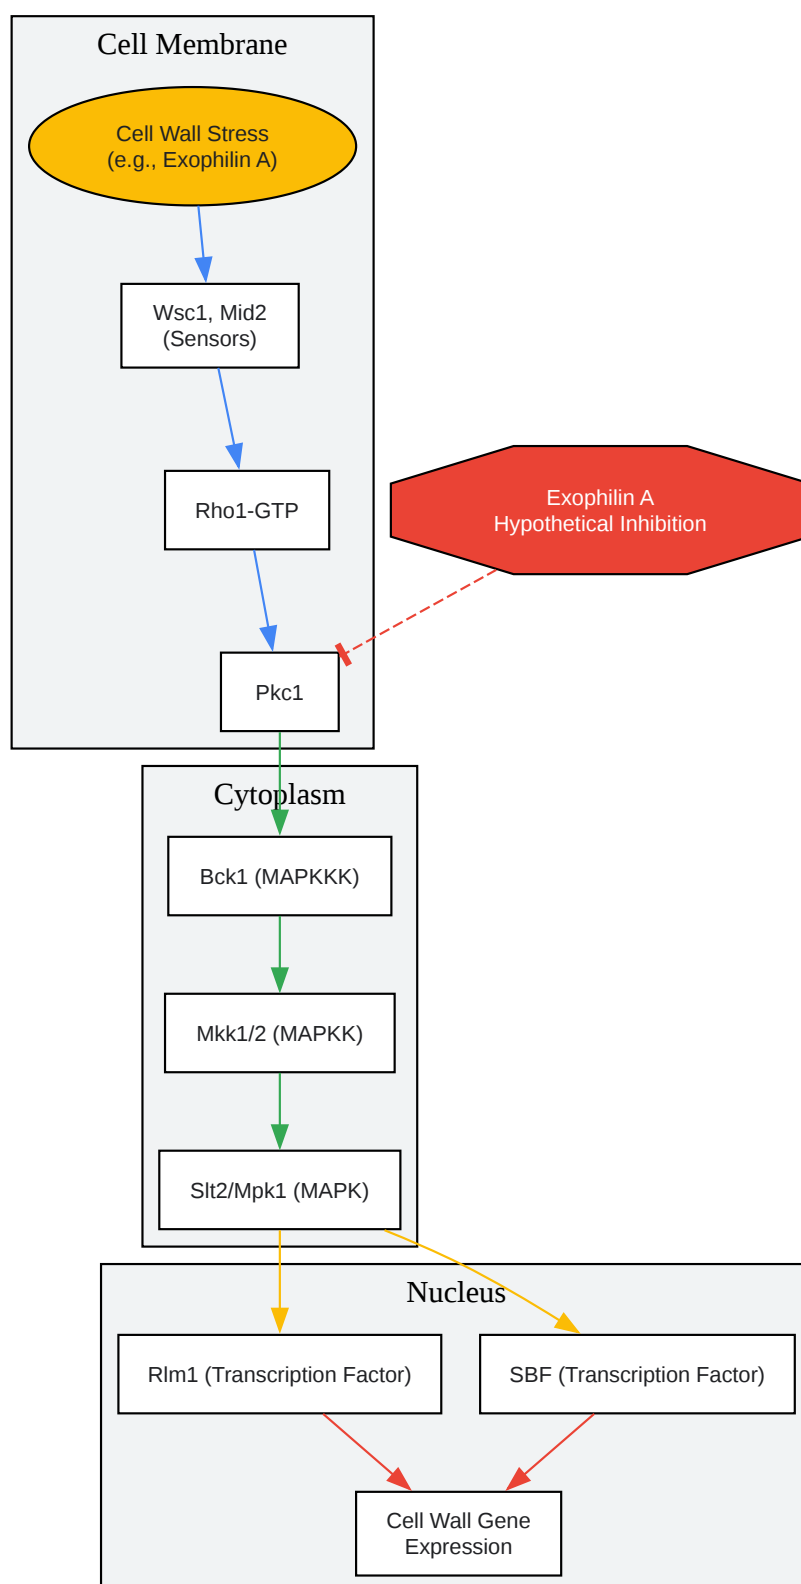 Cell Membrane
Cell Wall Stress
(e.g., Exophilin A)
Wsc1, Mid2
(Sensors)
Rho1-GTP
Exophilin A
Hypothetical Inhibition
Pkc1
Cytoplasm
Bck1 (MAPKKK)
Mkk1/2 (MAPKK)
Slt2/Mpk1 (MAPK)
Nucleus
Rlm1 (Transcription Factor)
SBF (Transcription Factor)
Cell Wall Gene
Expression